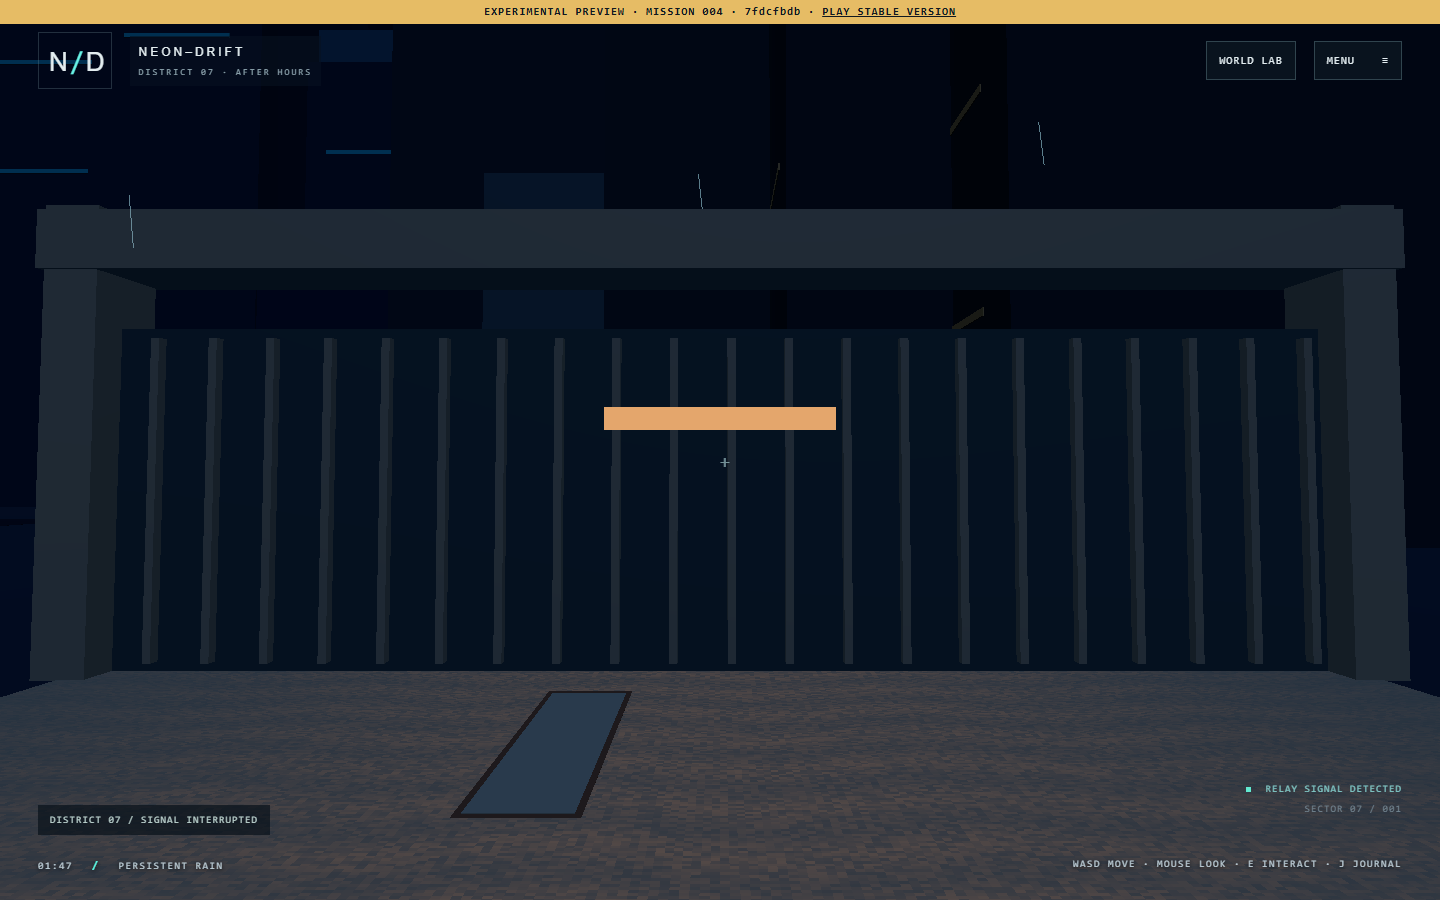 EXPERIMENTAL PREVIEW · MISSION 004 · 7fdcfbdb · PLAY STABLE VERSION
N/D
NEON—DRIFT
DISTRICT 07 · AFTER HOURS
WORLD LAB
MENU ≡
+
RELAY SIGNAL DETECTED
SECTOR 07 / 001
DISTRICT 07 / SIGNAL INTERRUPTED
01:47 / PERSISTENT RAIN
WASD MOVE · MOUSE LOOK · E INTERACT · J JOURNAL